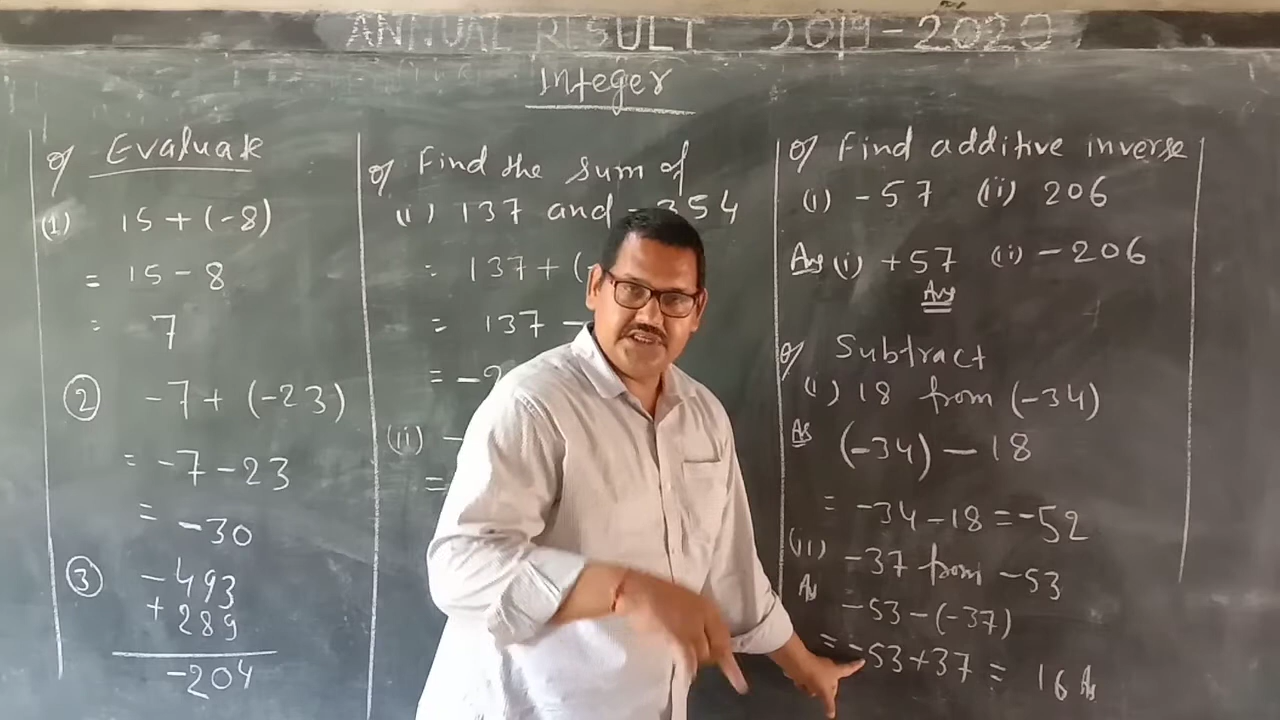 ANNUAL RESULT 2019-2020
Integer
Q/ Evaluate
(1) 15 + (-8)
= 15 - 8
= 7
② -7 + (-23)
= -7 - 23
= -30
③ -493
+ 289
-204
Q/ Find the sum of
(i) 137 and -354
= 137 + (-
= 137 -
= -2
(ii) -
=
Q/ Find additive inverse
(i) -57 (ii) 206
Ans (i) +57 (ii) -206
Ans
Q/ Subtract
(i) 18 from (-34)
As (-34) - 18
= -34 - 18 = -52
(ii) -37 from -53
As -53 - (-37)
= -53 + 37 = 16 As